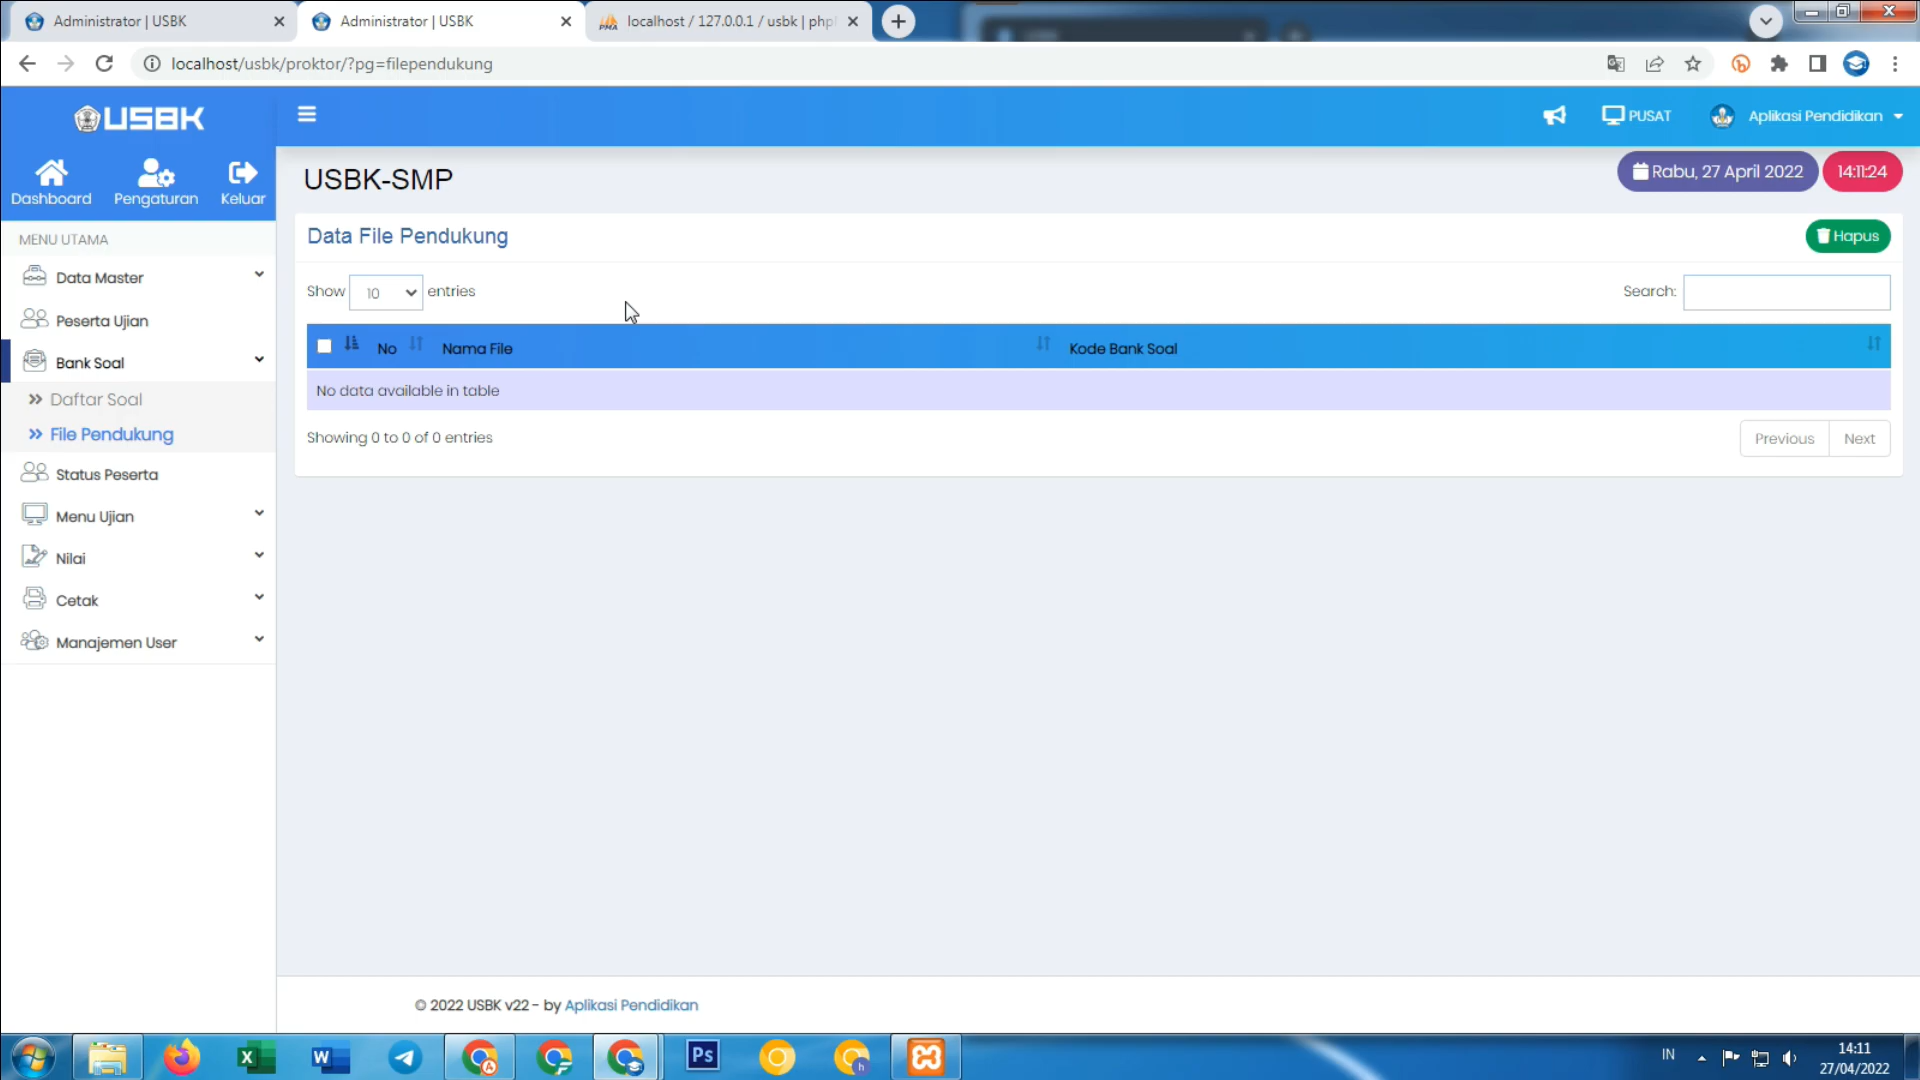 Administrator | USBK
Administrator | USBK
localhost / 127.0.0.1 / usbk | php
localhost/usbk/proktor/?pg=filependukung
USBK
PUSAT
Aplikasi Pendidikan
Dashboard
Pengaturan
Keluar
USBK-SMP
Rabu, 27 April 2022
14:11:24
MENU UTAMA
Data File Pendukung
Hapus
Data Master
Show 10 entries
Search:
Peserta Ujian
No
Nama File
Kode Bank Soal
Bank Soal
No data available in table
Daftar Soal
File Pendukung
Showing 0 to 0 of 0 entries
Previous
Next
Status Peserta
Menu Ujian
Nilai
Cetak
Manajemen User
© 2022 USBK v22 - by Aplikasi Pendidikan
IN
14:11
27/04/2022